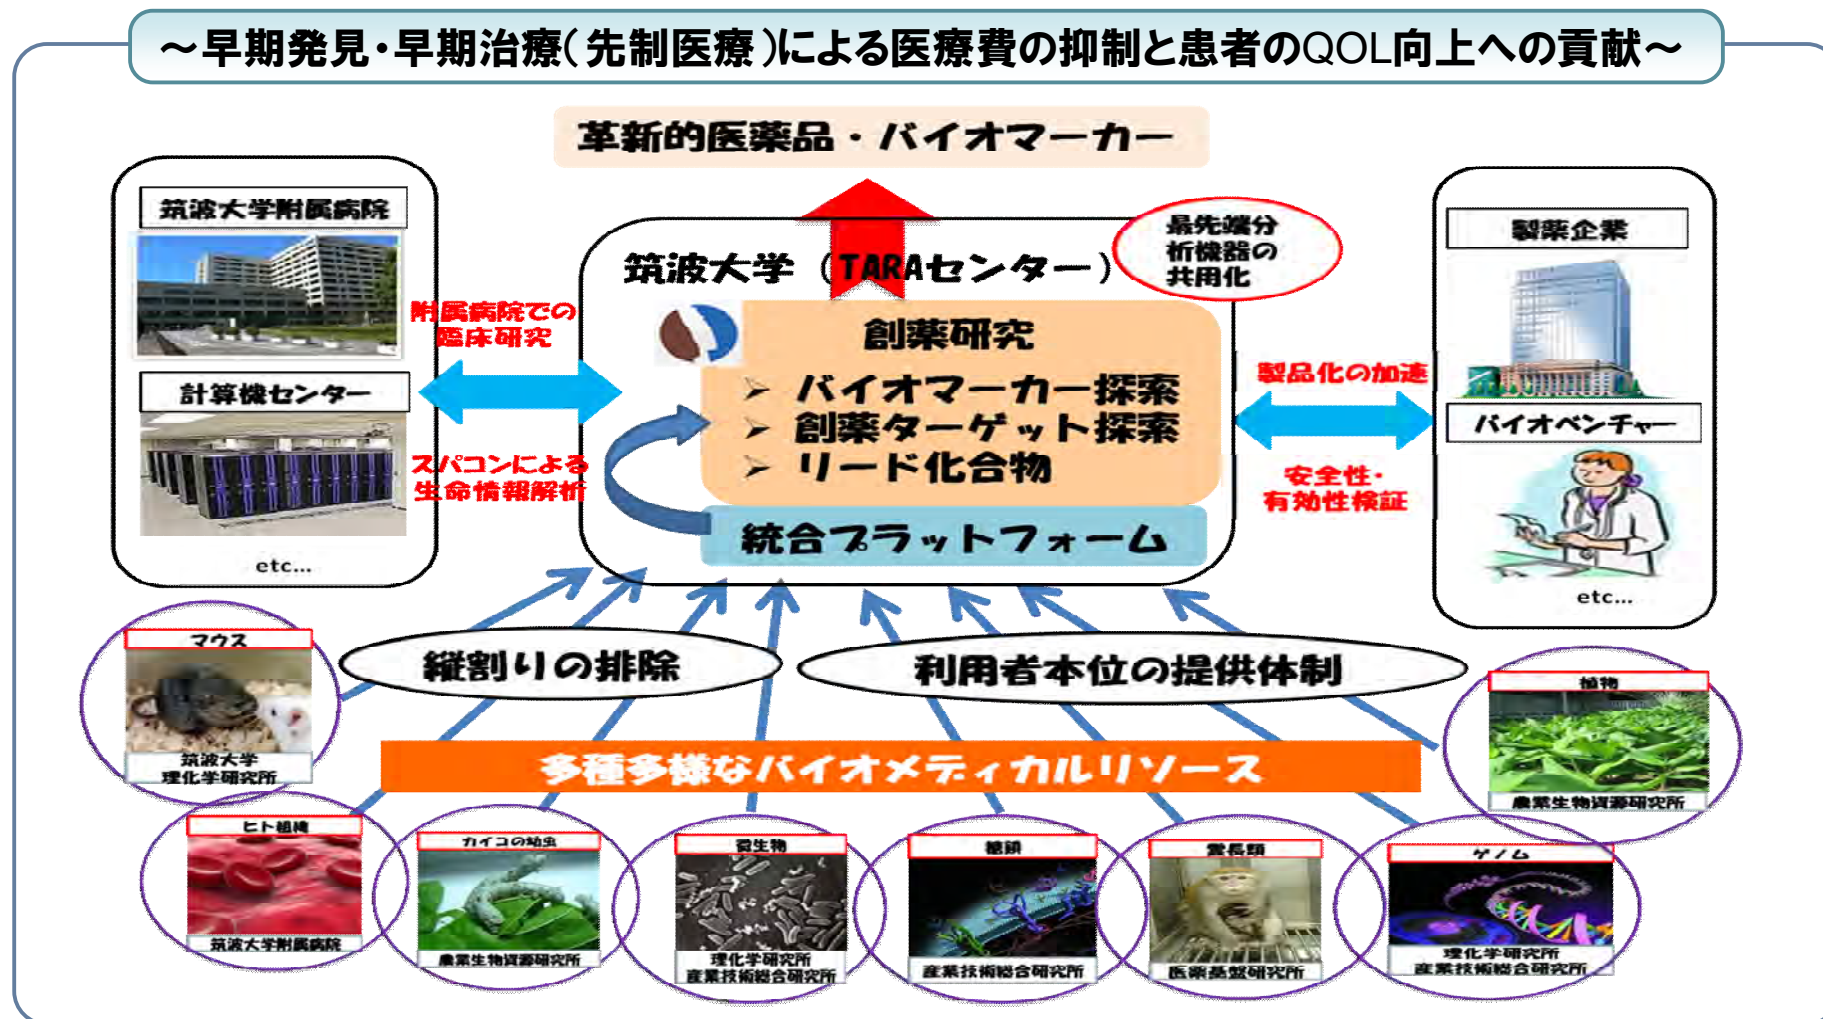 ～早期発見・早期治療(先制医療)による医療費の抑制と患者のQOL向上への貢献～
革新的医薬品・バイオマーカー
筑波大学附属病院
計算機センター
etc...
附属病院での
臨床研究
スパコンによる
生命情報解析
筑波大学（TARAセンター）
最先端分
析機器の
共用化
創薬研究
➢ バイオマーカー探索
➢ 創薬ターゲット探索
➢ リード化合物
統合プラットフォーム
製品化の加速
安全性・
有効性検証
製薬企業
バイオベンチャー
etc...
縦割りの排除
利用者本位の提供体制
多種多様なバイオメディカルリソース
マウス
筑波大学
理化学研究所
ヒト組織
筑波大学附属病院
カイコの幼虫
農業生物資源研究所
微生物
理化学研究所
産業技術総合研究所
糖鎖
産業技術総合研究所
霊長類
医薬基盤研究所
ゲノム
理化学研究所
産業技術総合研究所
植物
農業生物資源研究所